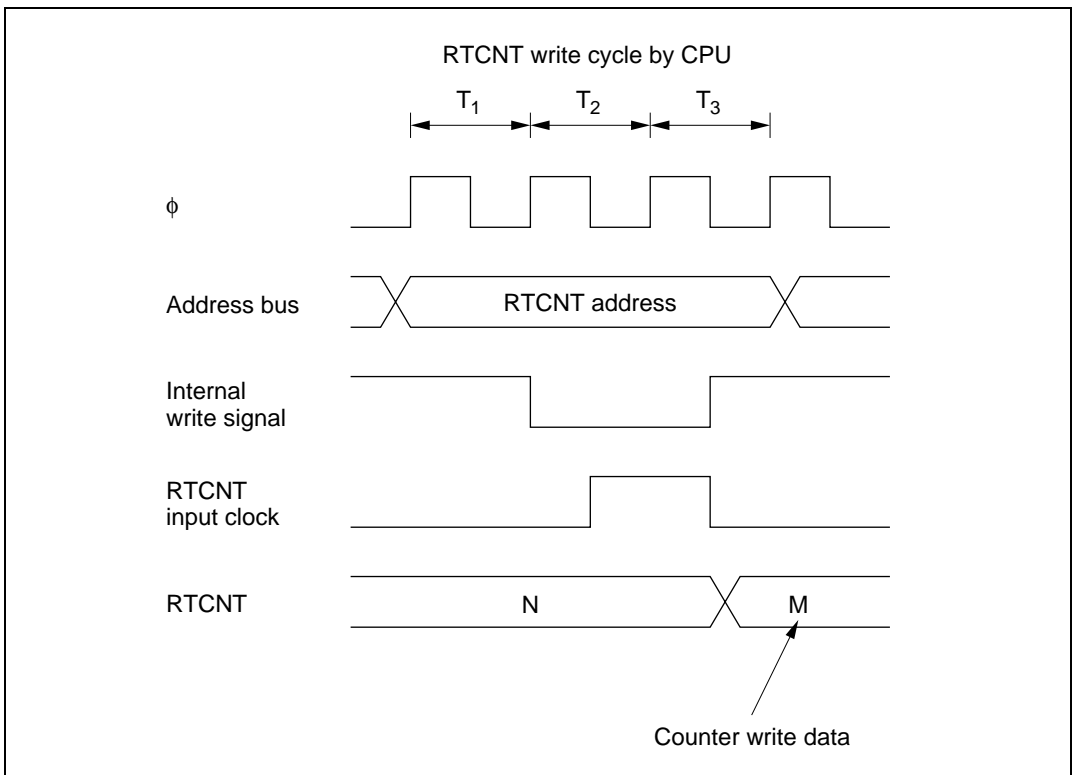 RTCNT write cycle by CPU
T1 T2 T3
φ
Address bus
RTCNT address
Internal
write signal
RTCNT
input clock
RTCNT
N
M
Counter write data